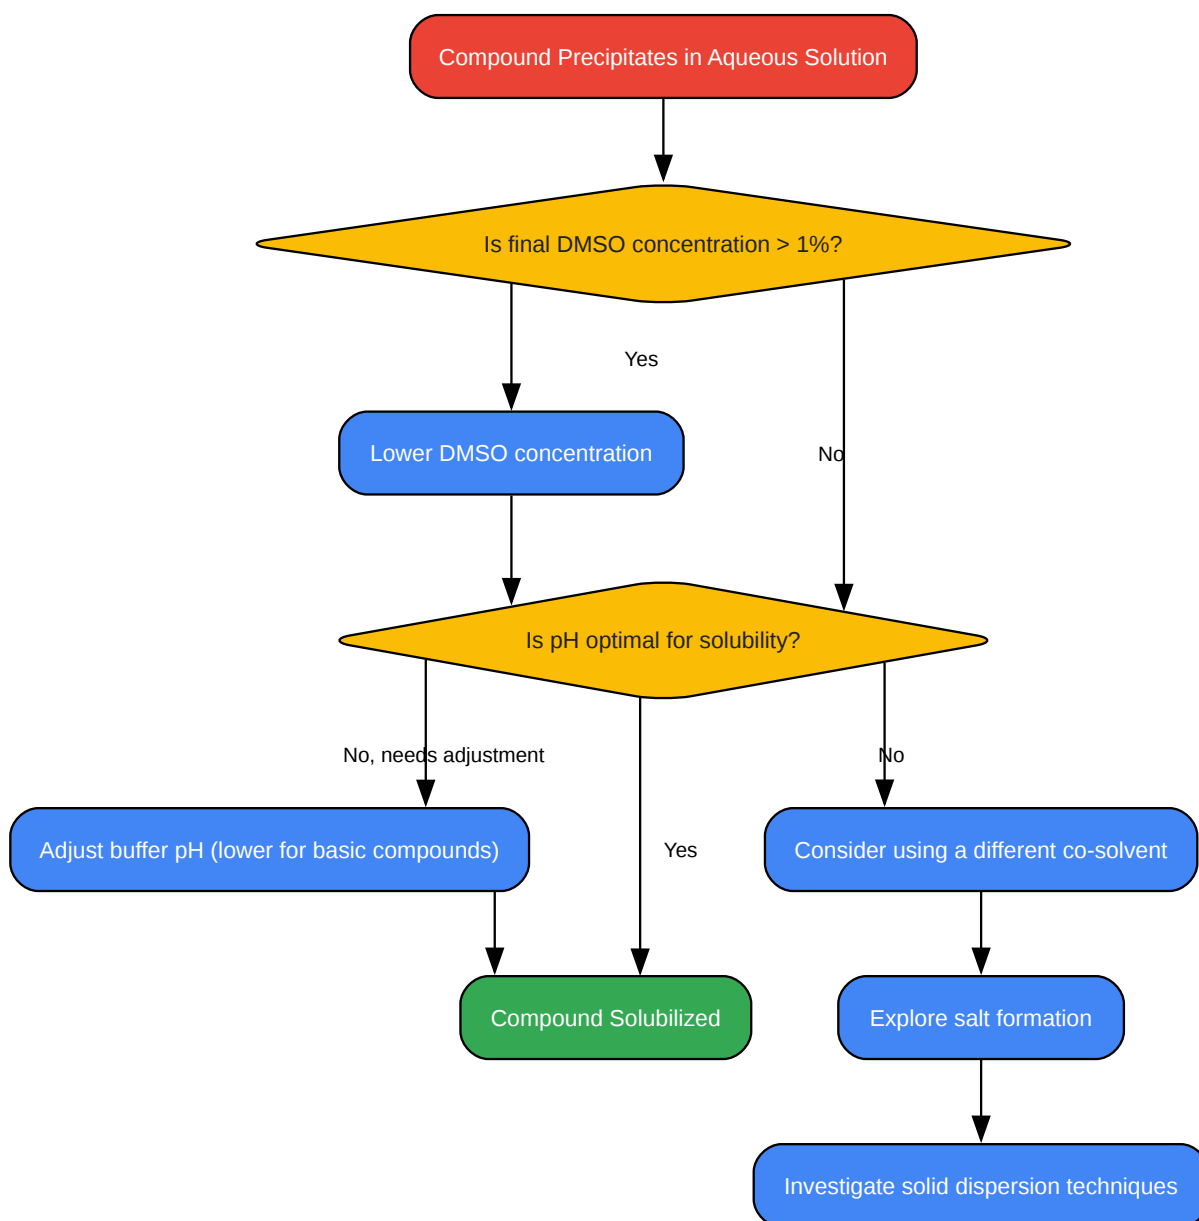 Compound Precipitates in Aqueous Solution
Is final DMSO concentration > 1%?
Yes
Lower DMSO concentration
No
Is pH optimal for solubility?
No, needs adjustment
No
Adjust buffer pH (lower for basic compounds)
Yes
Consider using a different co-solvent
Compound Solubilized
Explore salt formation
Investigate solid dispersion techniques